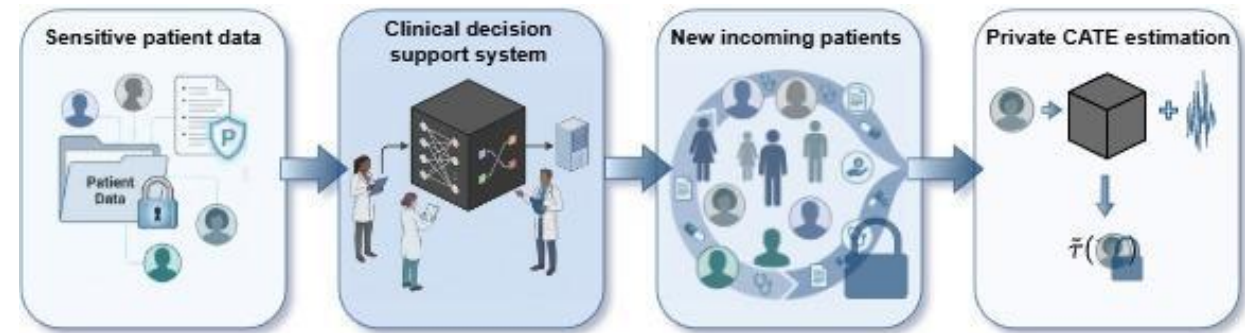 Sensitive patient data
P
Patient
Data
Clinical decision
support system
New incoming patients
Private CATE estimation
+
τ̃( )